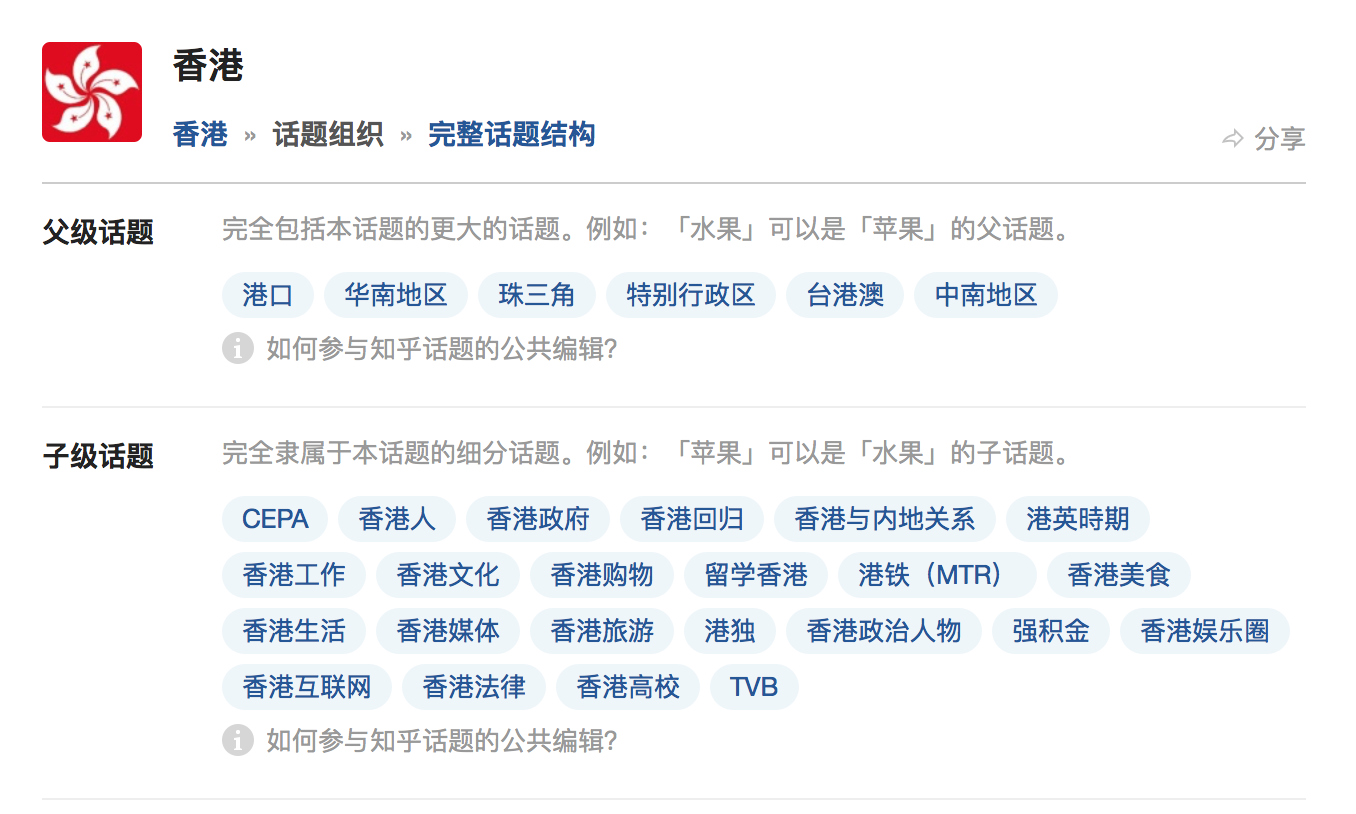 香港
香港 » 话题组织 » 完整话题结构
分享
父级话题
完全包括本话题的更大的话题。例如：「水果」可以是「苹果」的父话题。
港口 华南地区 珠三角 特别行政区 台港澳 中南地区
如何参与知乎话题的公共编辑?
子级话题
完全隶属于本话题的细分话题。例如：「苹果」可以是「水果」的子话题。
CEPA 香港人 香港政府 香港回归 香港与内地关系 港英時期
香港工作 香港文化 香港购物 留学香港 港铁（MTR） 香港美食
香港生活 香港媒体 香港旅游 港独 香港政治人物 强积金 香港娱乐圈
香港互联网 香港法律 香港高校 TVB
如何参与知乎话题的公共编辑?